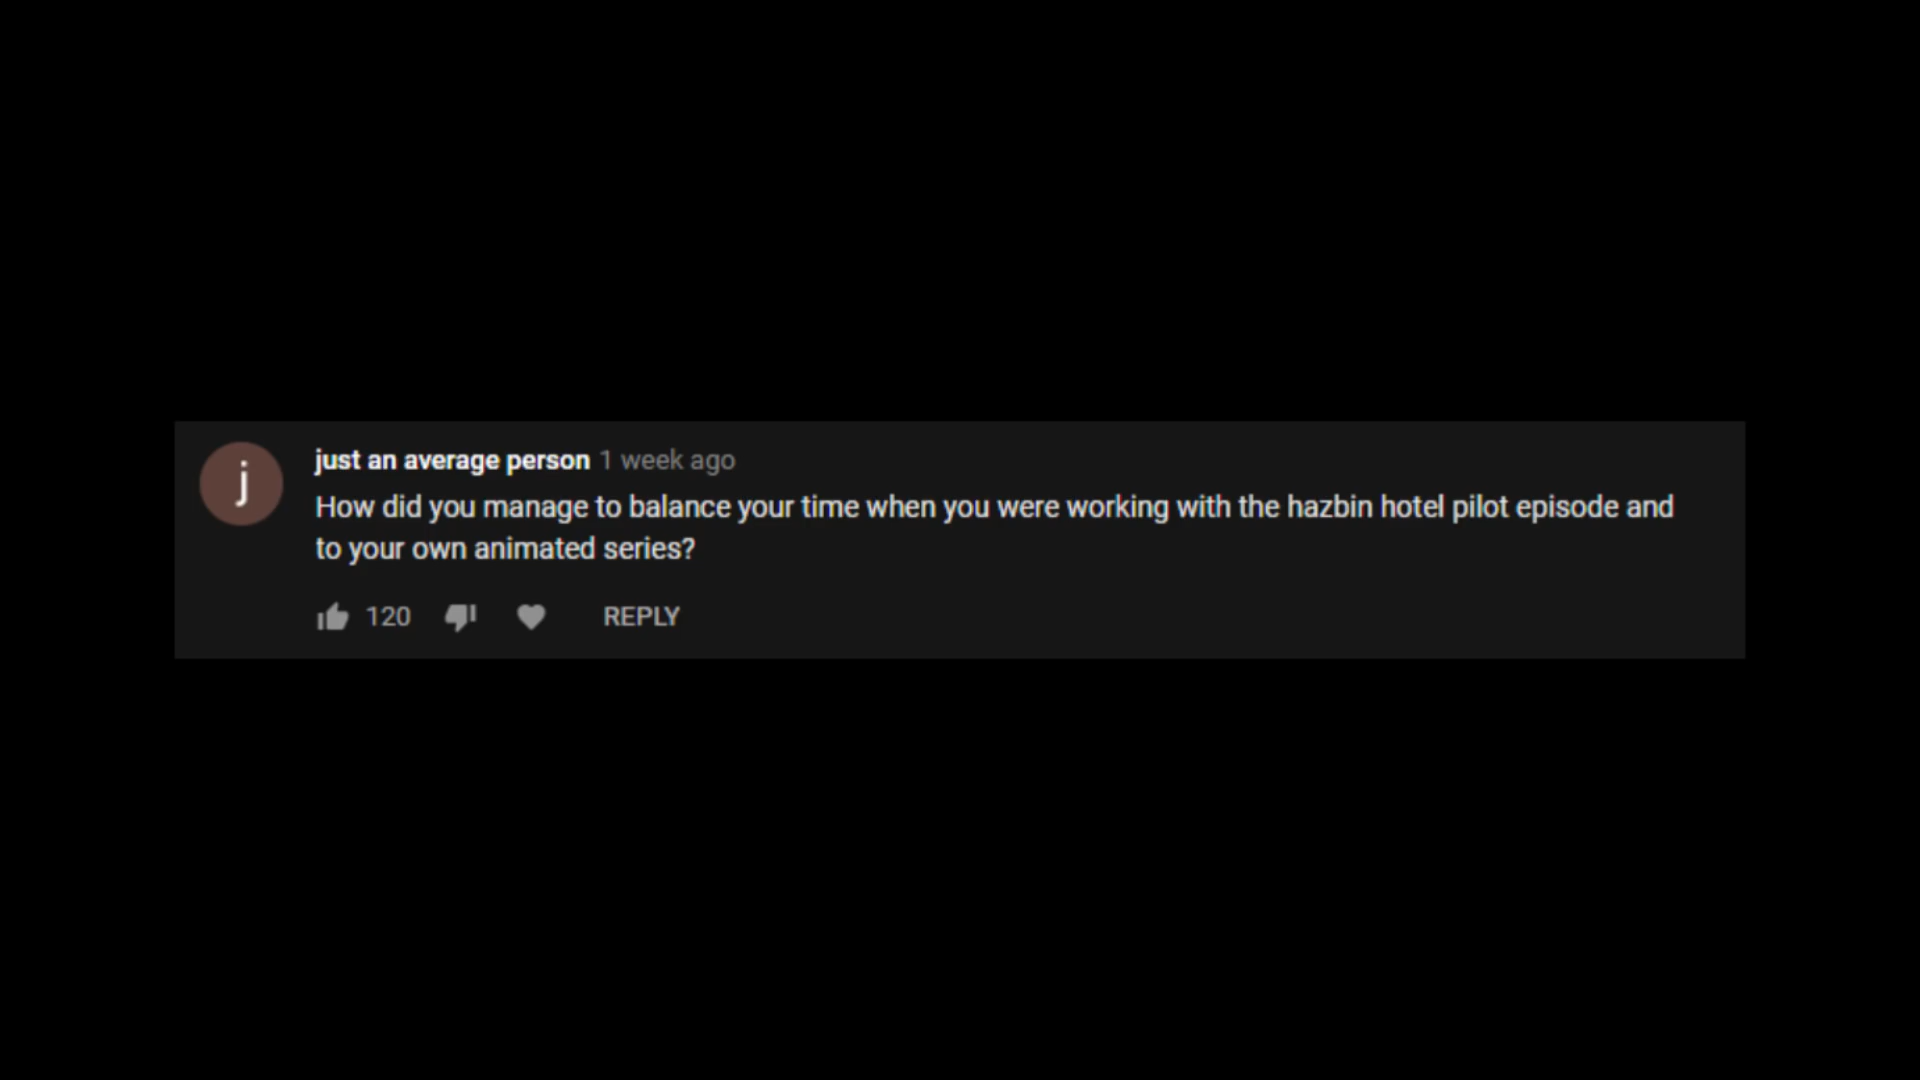 j
just an average person 1 week ago
How did you manage to balance your time when you were working with the hazbin hotel pilot episode and
to your own animated series?
120 REPLY